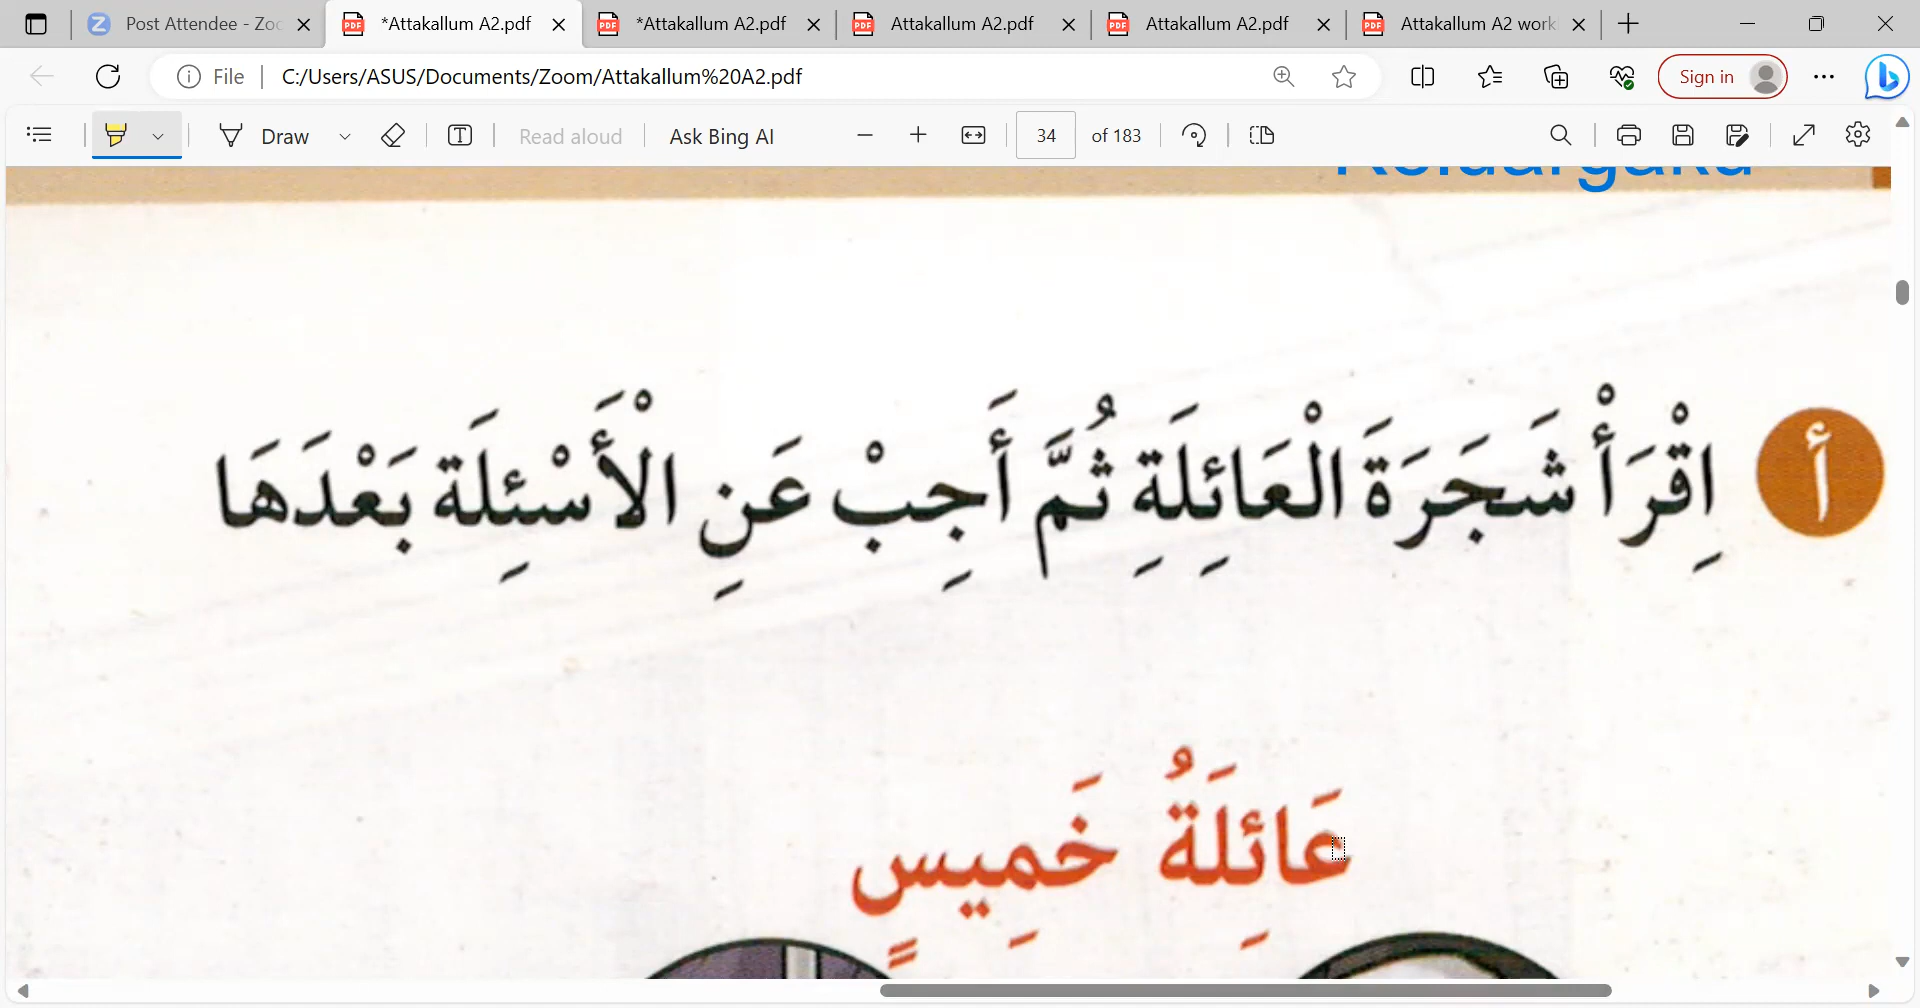 Post Attendee - Zoo
*Attakallum A2.pdf
*Attakallum A2.pdf
Attakallum A2.pdf
Attakallum A2.pdf
Attakallum A2 work
File
C:/Users/ASUS/Documents/Zoom/Attakallum%20A2.pdf
Sign in
Draw
Read aloud
Ask Bing AI
34
of 183
Keluargaku
أ
اِقْرَأْ شَجَرَةَ الْعَائِلَةِ ثُمَّ أَجِبْ عَنِ الْأَسْئِلَةِ بَعْدَهَا
عَائِلَةُ خَمِيسٍ